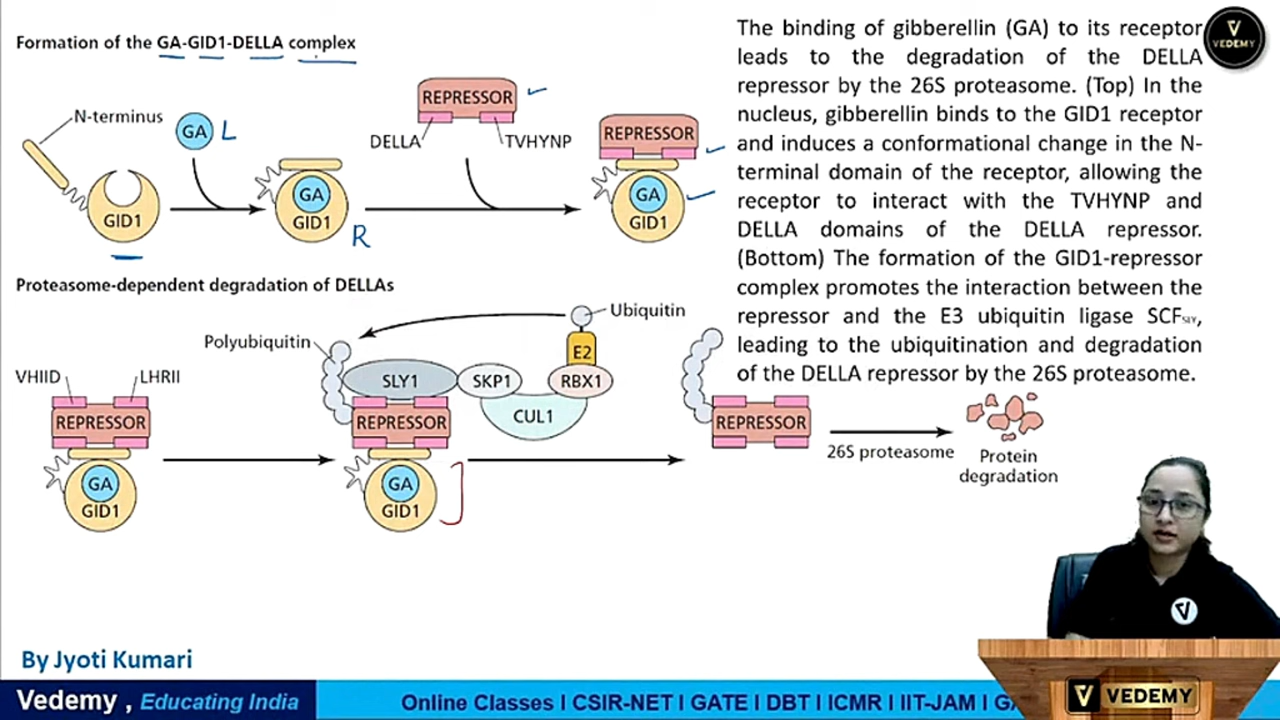 Formation of the GA-GID1-DELLA complex
N-terminus
GA
L
GID1
GA
GID1
R
REPRESSOR
DELLA
TVHYNP
REPRESSOR
GA
GID1
The binding of gibberellin (GA) to its receptor
leads to the degradation of the DELLA
repressor by the 26S proteasome. (Top) In the
nucleus, gibberellin binds to the GID1 receptor
and induces a conformational change in the N-
terminal domain of the receptor, allowing the
receptor to interact with the TVHYNP and
DELLA domains of the DELLA repressor.
(Bottom) The formation of the GID1-repressor
complex promotes the interaction between the
repressor and the E3 ubiquitin ligase SCFSLY,
leading to the ubiquitination and degradation
of the DELLA repressor by the 26S proteasome.
V
VEDEMY
Proteasome-dependent degradation of DELLAs
VHIID
LHRII
REPRESSOR
GA
GID1
Polyubiquitin
Ubiquitin
E2
SLY1
SKP1
RBX1
CUL1
REPRESSOR
GA
GID1
REPRESSOR
26S proteasome
Protein
degradation
V
By Jyoti Kumari
Vedemy , Educating India
Online Classes I CSIR-NET I GATE I DBT I ICMR I IIT-JAM I GA
V VEDEMY